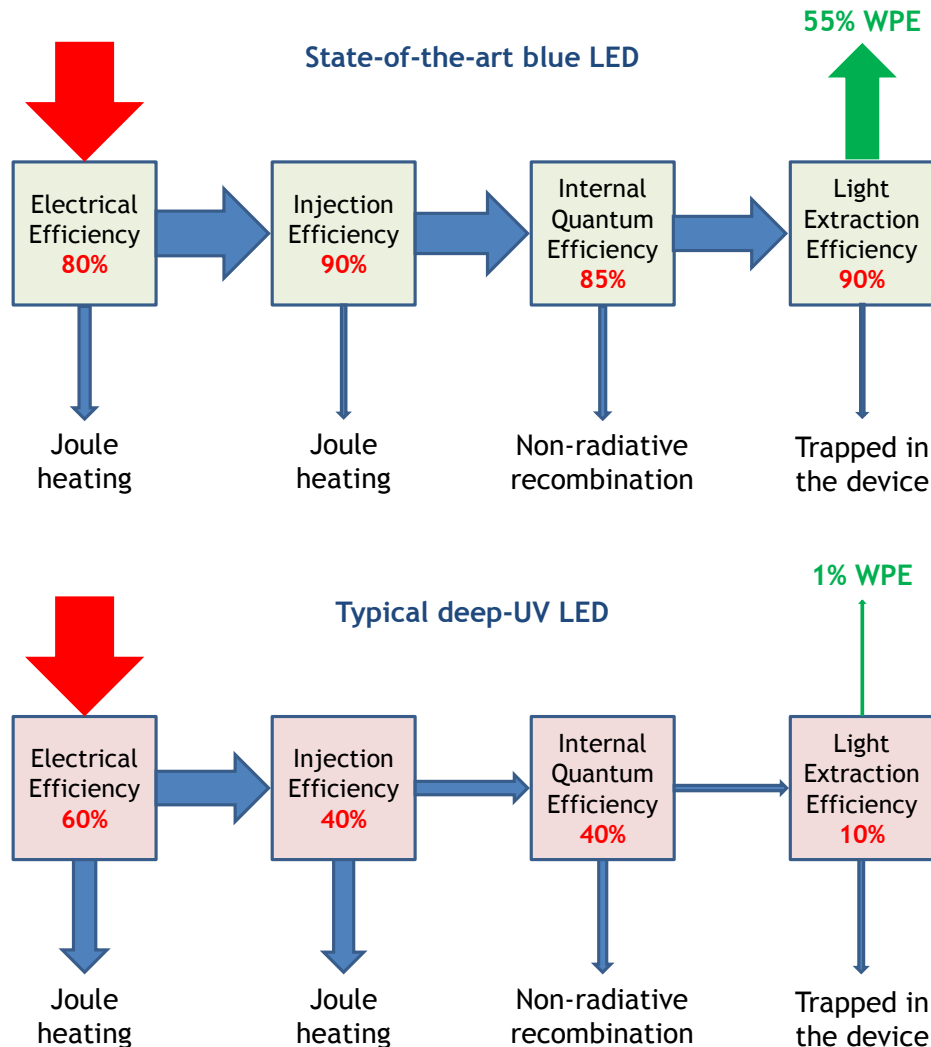 55% WPE
State-of-the-art blue LED
Electrical
Efficiency
80%
Injection
Efficiency
90%
Internal
Quantum
Efficiency
85%
Light
Extraction
Efficiency
90%
Joule
heating
Joule
heating
Non-radiative
recombination
Trapped in
the device
1% WPE
Typical deep-UV LED
Electrical
Efficiency
60%
Injection
Efficiency
40%
Internal
Quantum
Efficiency
40%
Light
Extraction
Efficiency
10%
Joule
heating
Joule
heating
Non-radiative
recombination
Trapped in
the device